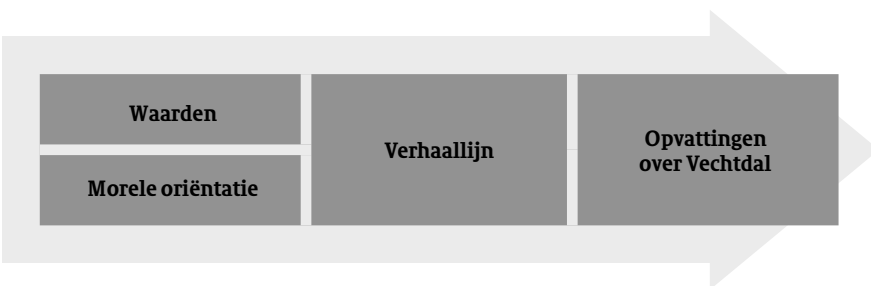 Waarden
Morele oriëntatie
Verhaallijn
Opvattingen
over Vechtdal